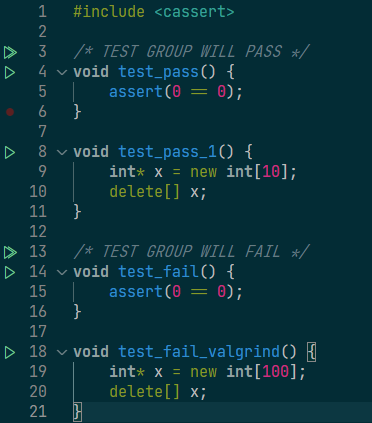 1 #include <cassert>
2
3 /* TEST GROUP WILL PASS */
4 void test_pass() {
5     assert(0 == 0);
6 }
7
8 void test_pass_1() {
9     int* x = new int[10];
10     delete[] x;
11 }
12
13 /* TEST GROUP WILL FAIL */
14 void test_fail() {
15     assert(0 == 0);
16 }
17
18 void test_fail_valgrind() {
19     int* x = new int[100];
20     delete[] x;
21 }